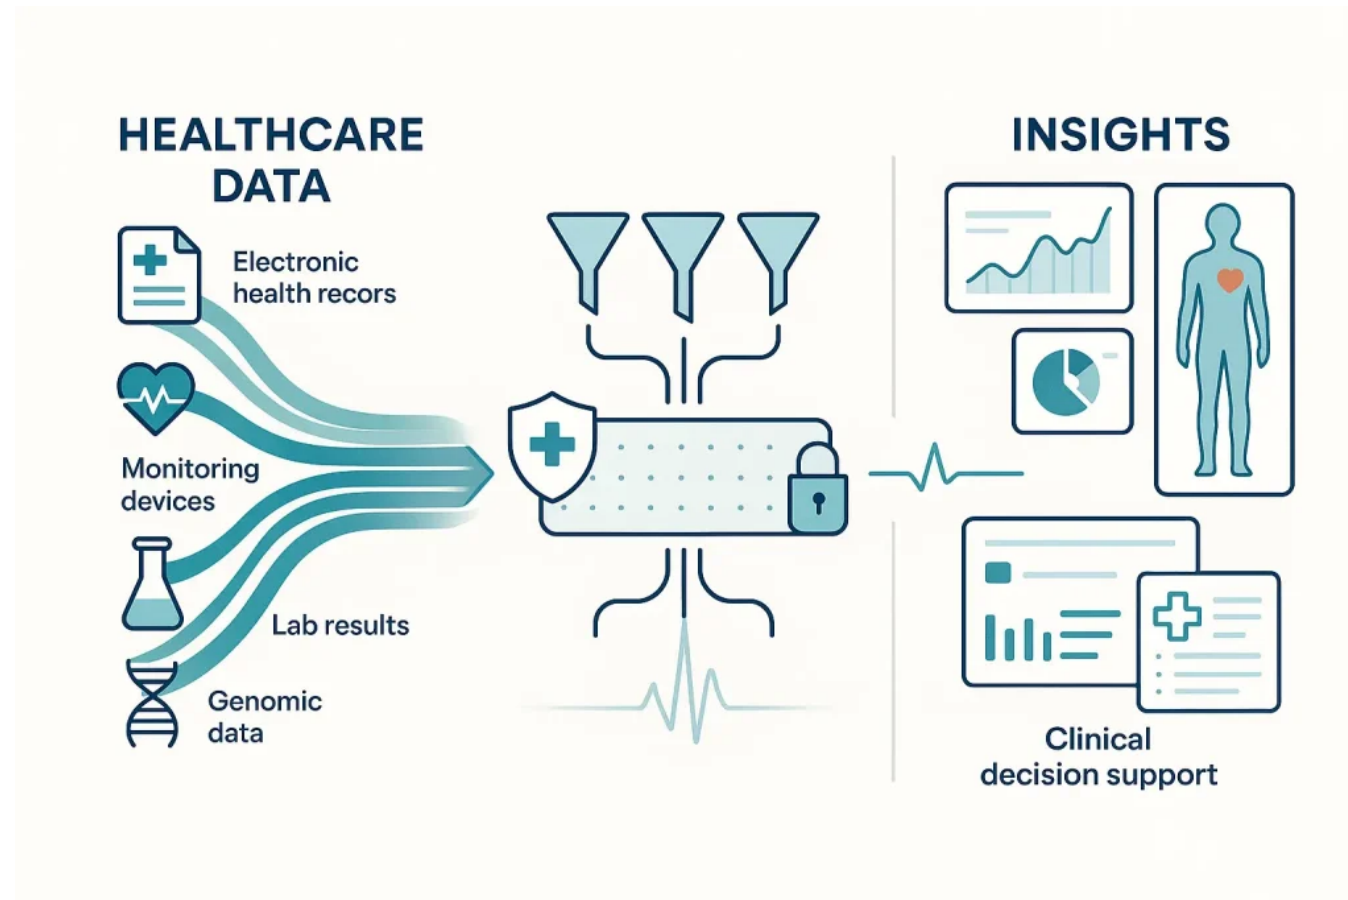 HEALTHCARE
DATA
Electronic
health recors
Monitoring
devices
Lab results
Genomic
data
INSIGHTS
Clinical
decision support